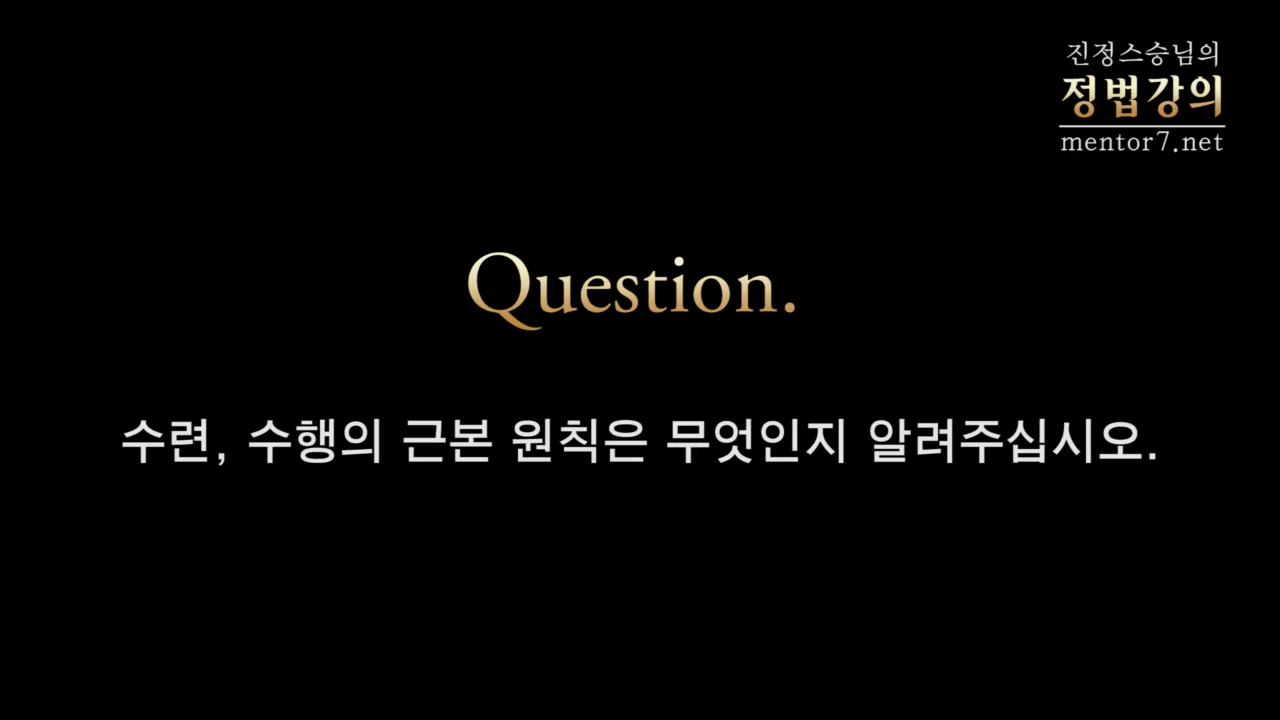 진정스승님의
정법강의
mentor7.net
Question.
수련, 수행의 근본 원칙은 무엇인지 알려주십시오.